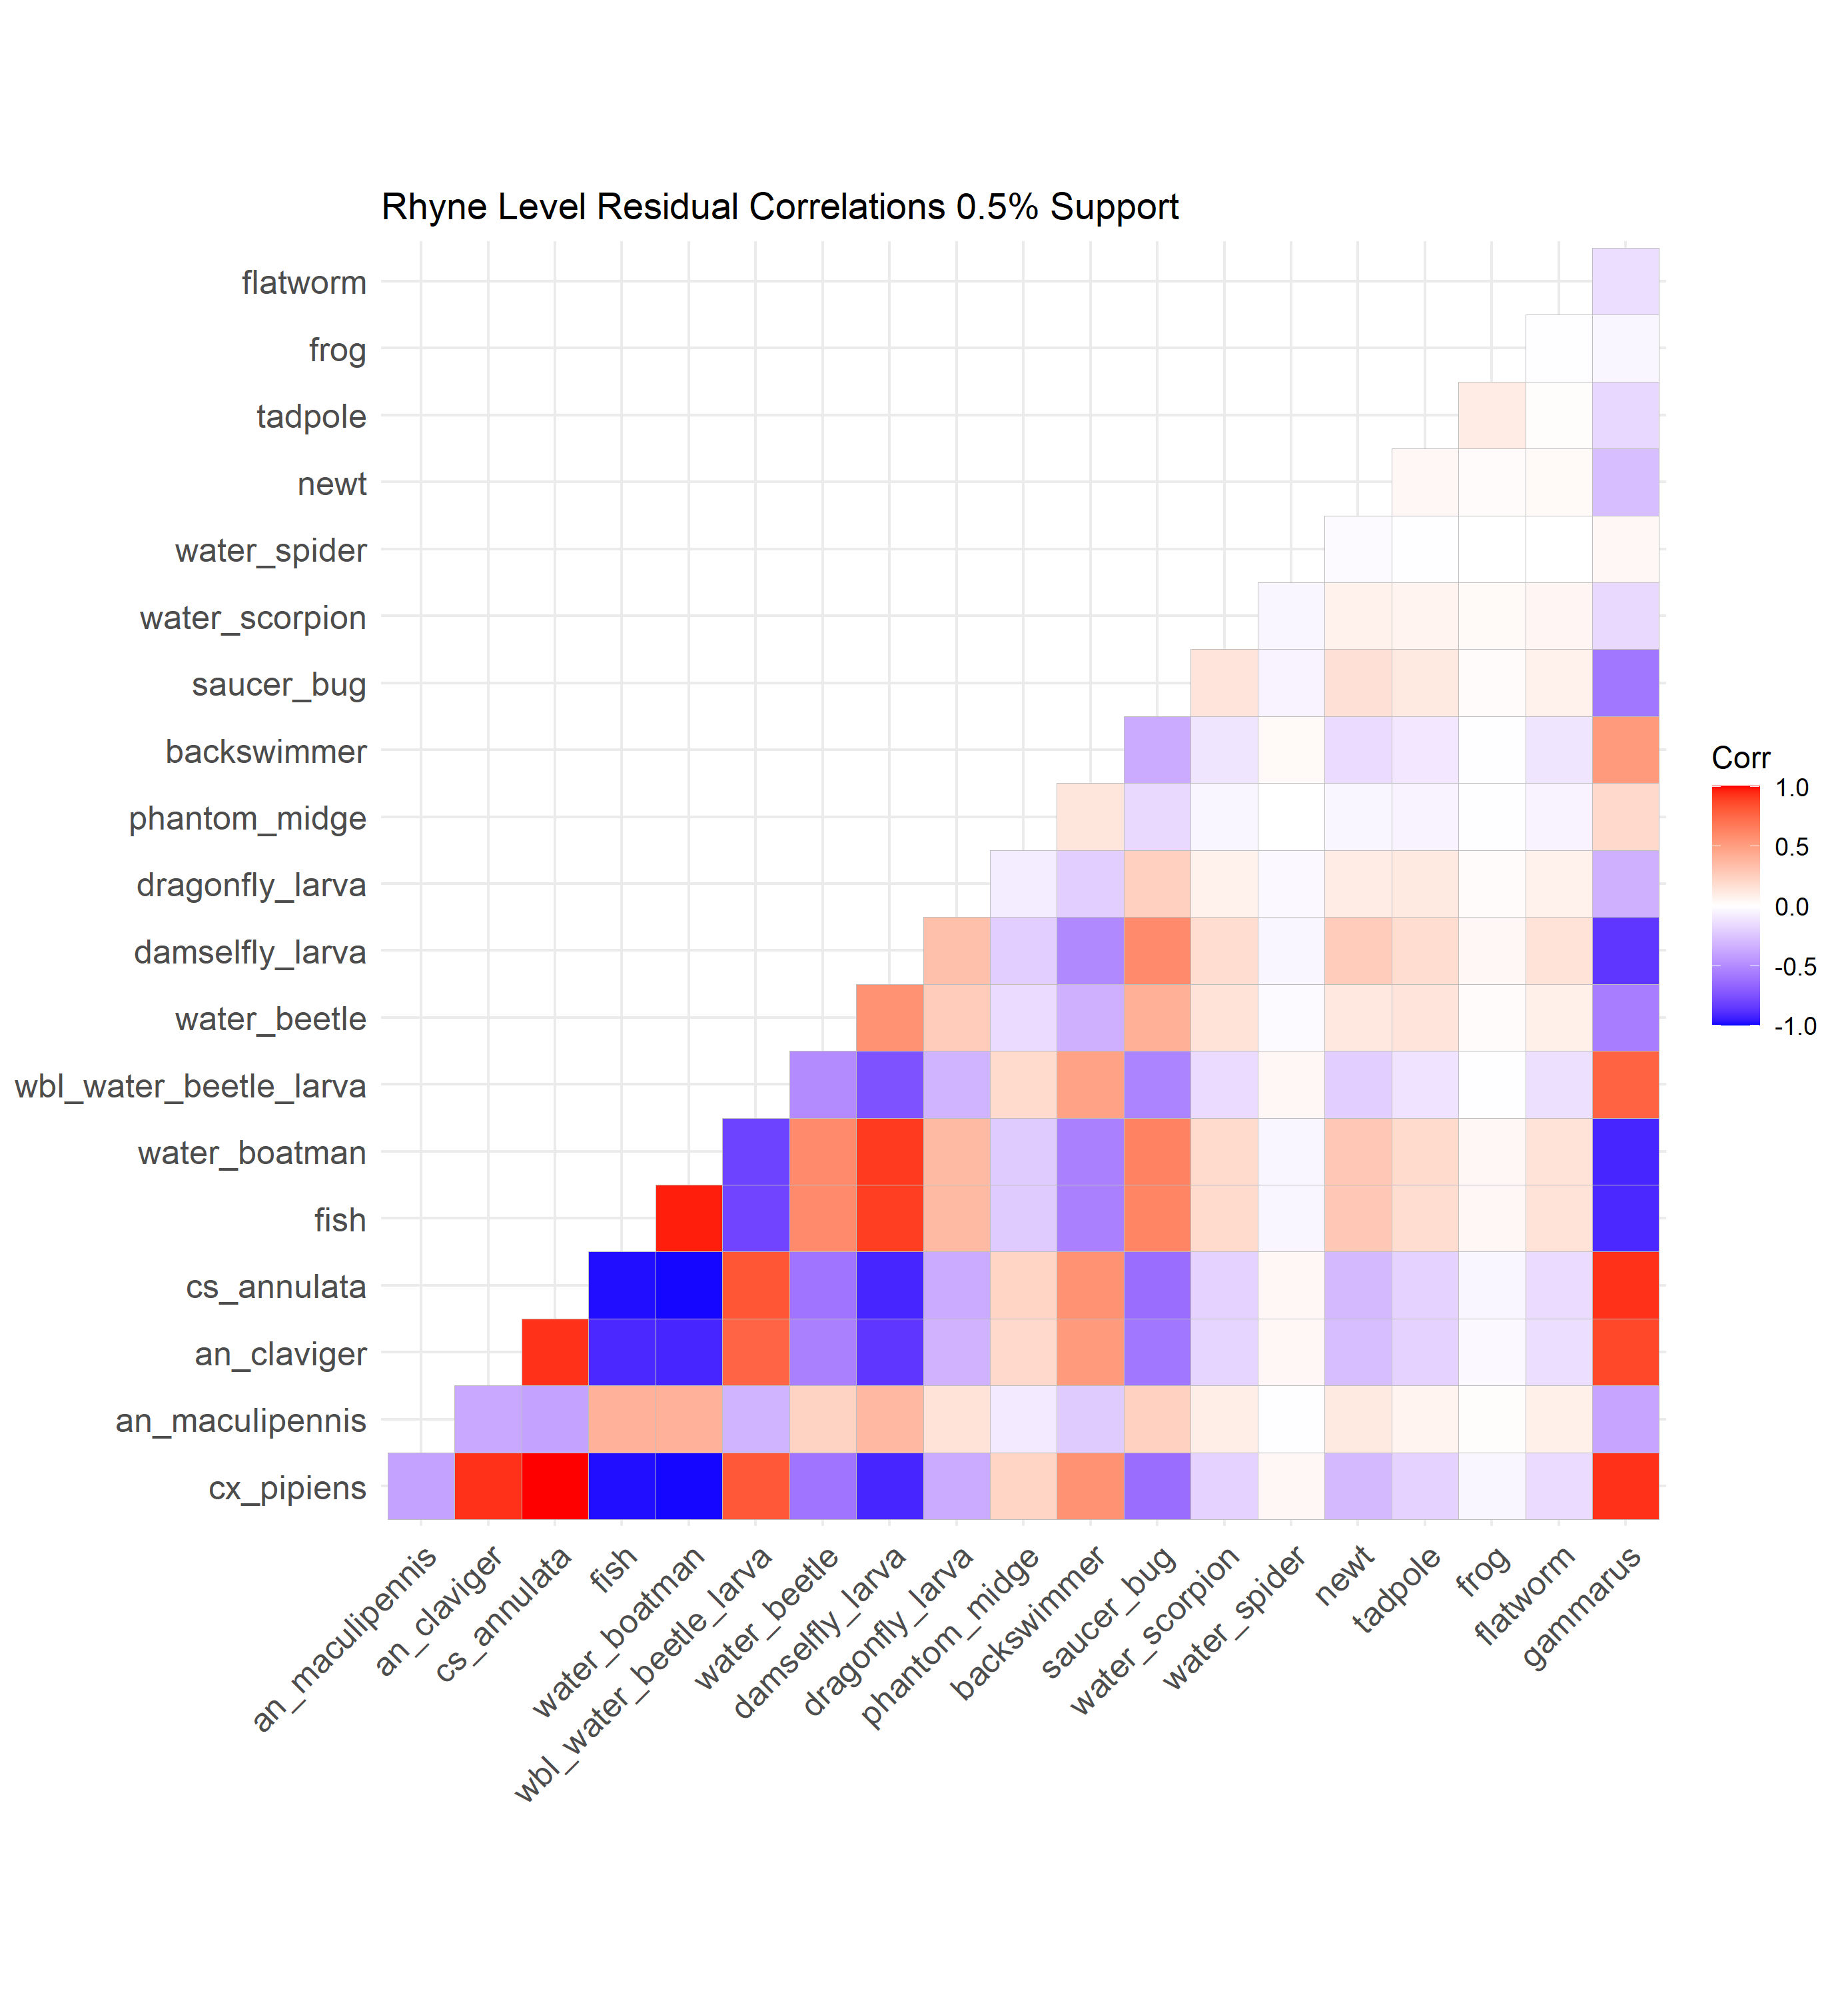 Rhyne Level Residual Correlations 0.5% Support
flatworm
frog
tadpole
newt
water_spider
water_scorpion
saucer_bug
backswimmer
phantom_midge
dragonfly_larva
damselfly_larva
water_beetle
wbl_water_beetle_larva
water_boatman
fish
cs_annulata
an_claviger
an_maculipennis
cx_pipiens
an_maculipennis
an_claviger
cs_annulata
fish
water_boatman
wbl_water_beetle_larva
water_beetle
damselfly_larva
dragonfly_larva
phantom_midge
backswimmer
saucer_bug
water_scorpion
water_spider
newt
tadpole
frog
flatworm
gammarus
Corr
1.0
0.5
0.0
-0.5
-1.0